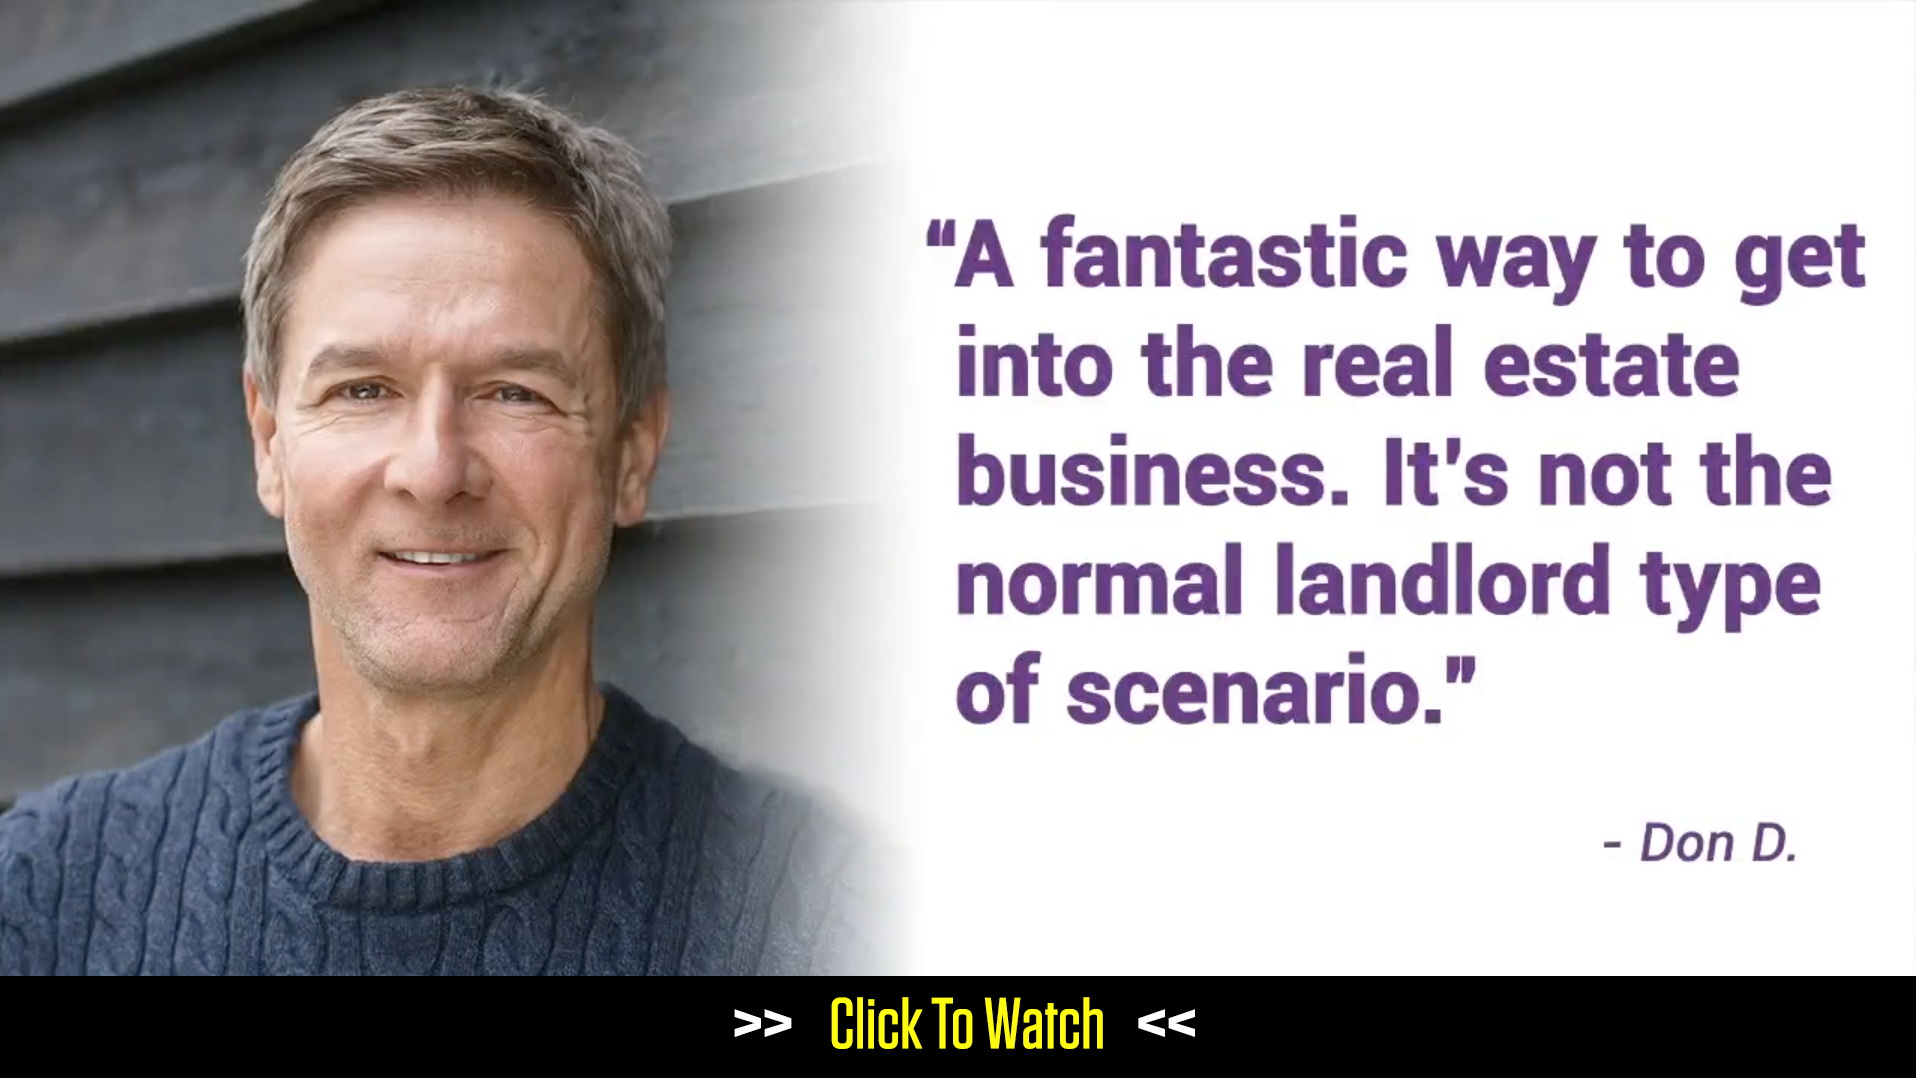 “A fantastic way to get
into the real estate
business. It's not the
normal landlord type
of scenario.”
- Don D.
>> Click To Watch <<